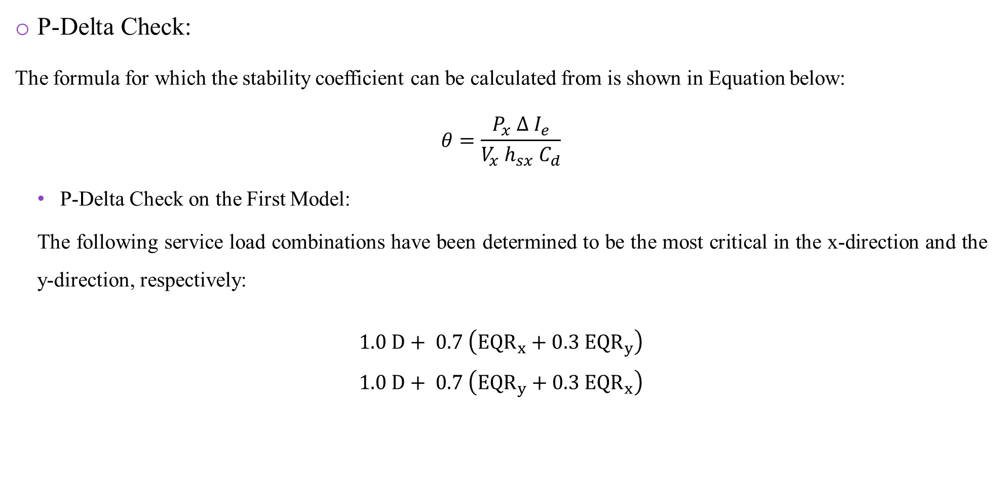 ○ P-Delta Check:
The formula for which the stability coefficient can be calculated from is shown in Equation below:
θ = \frac{P_x Δ I_e}{V_x h_{sx} C_d}
• P-Delta Check on the First Model:
The following service load combinations have been determined to be the most critical in the x-direction and the
y-direction, respectively:
1.0 D + 0.7 (EQR_x + 0.3 EQR_y)
1.0 D + 0.7 (EQR_y + 0.3 EQR_x)